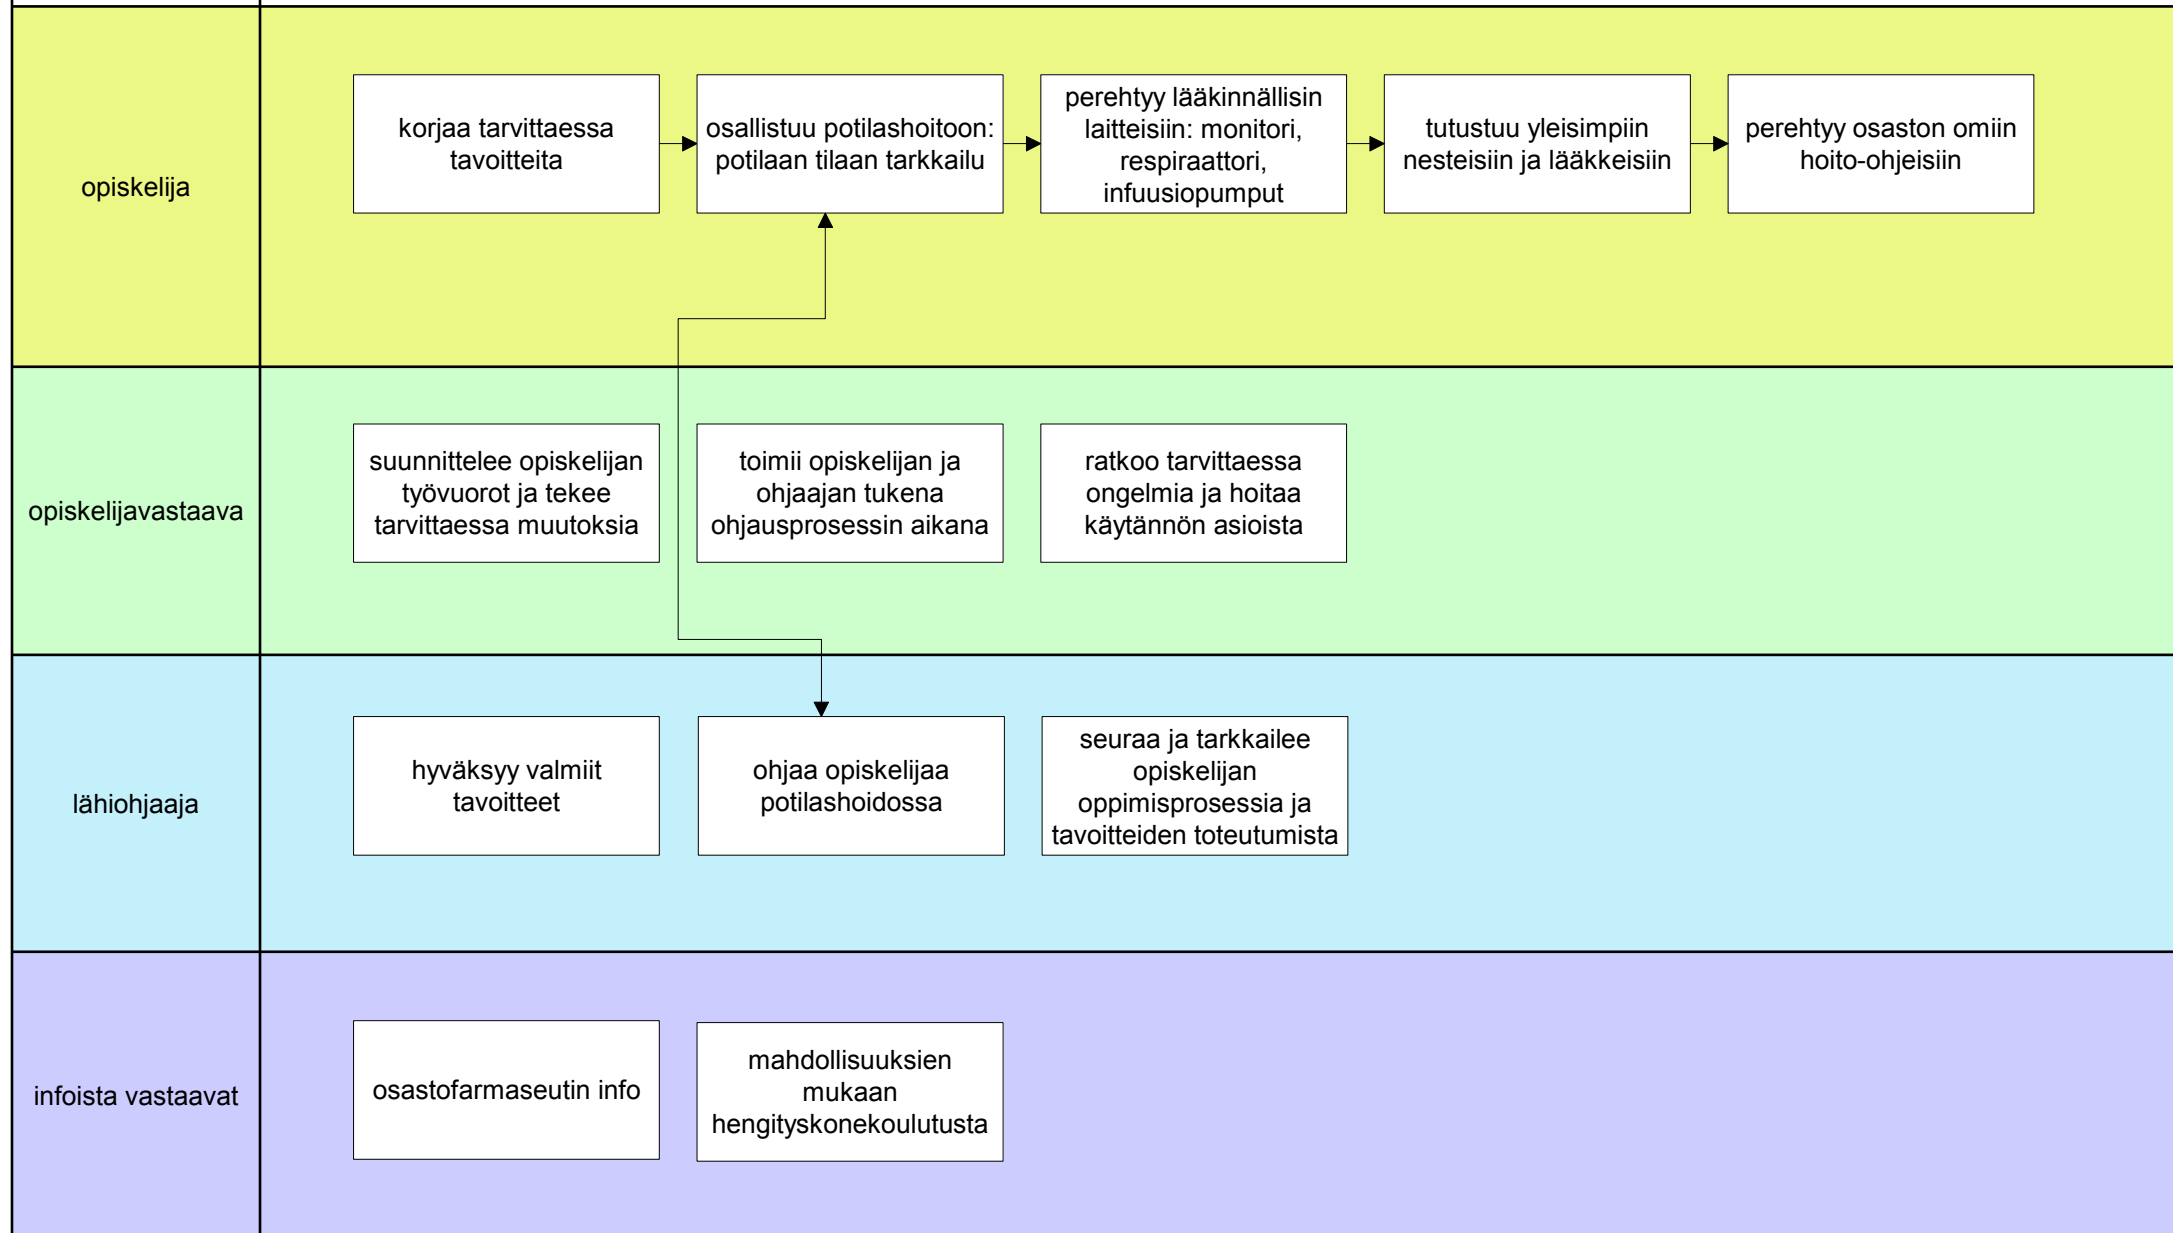 opiskelija
korjaa tarvittaessa
tavoitteita
osallistuu potilashoitoon:
potilaan tilaan tarkkailu
perehtyy lääkinnällisin
laitteisiin: monitori,
respiraattori,
infuusiopumput
tutustuu yleisimpiin
nesteisiin ja lääkkeisiin
perehtyy osaston omiin
hoito-ohjeisiin
opiskelijavastaava
suunnittelee opiskelijan
työvuorot ja tekee
tarvittaessa muutoksia
toimii opiskelijan ja
ohjaajan tukena
ohjausprosessin aikana
ratkoo tarvittaessa
ongelmia ja hoitaa
käytännön asioista
lähiohjaaja
hyväksyy valmiit
tavoitteet
ohjaa opiskelijaa
potilashoidossa
seuraa ja tarkkailee
opiskelijan
oppimisprosessia ja
tavoitteiden toteutumista
infoista vastaavat
osastofarmaseutin info
mahdollisuuksien
mukaan
hengityskonekoulutusta